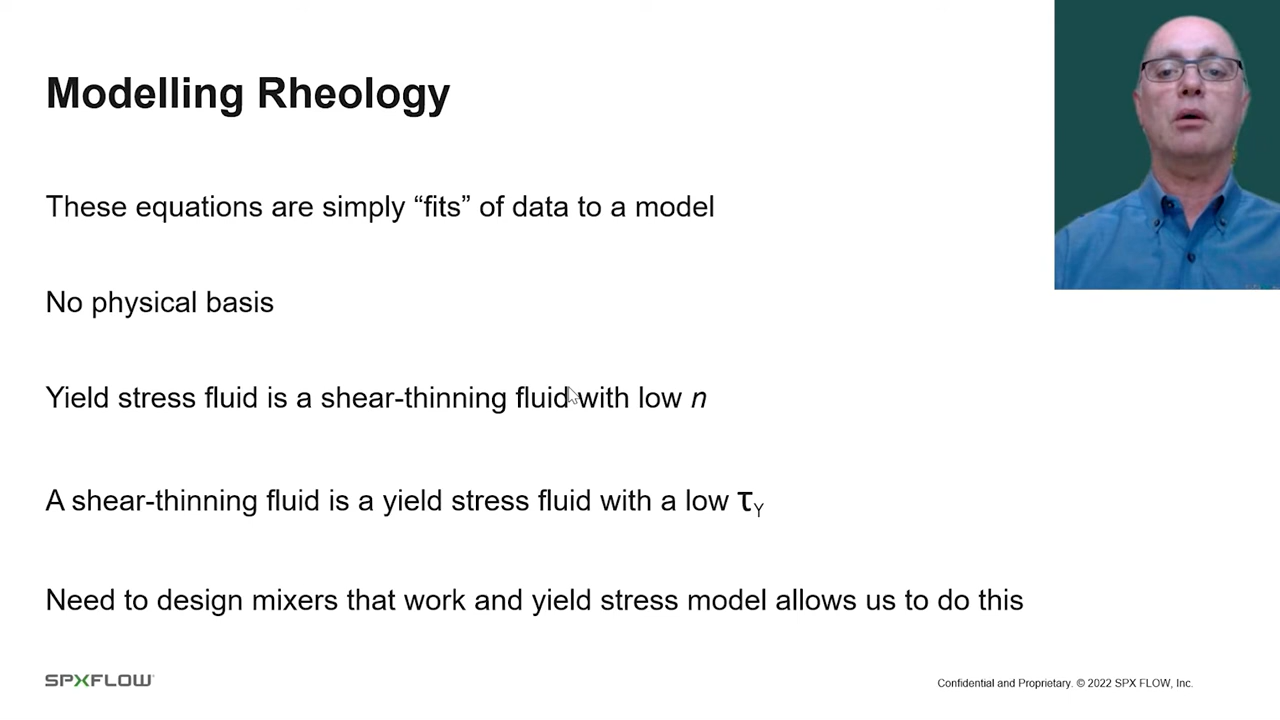 Modelling Rheology
These equations are simply “fits” of data to a model
No physical basis
Yield stress fluid is a shear-thinning fluid with low n
A shear-thinning fluid is a yield stress fluid with a low τY
Need to design mixers that work and yield stress model allows us to do this
SPXFLOW
Confidential and Proprietary. © 2022 SPX FLOW, Inc.